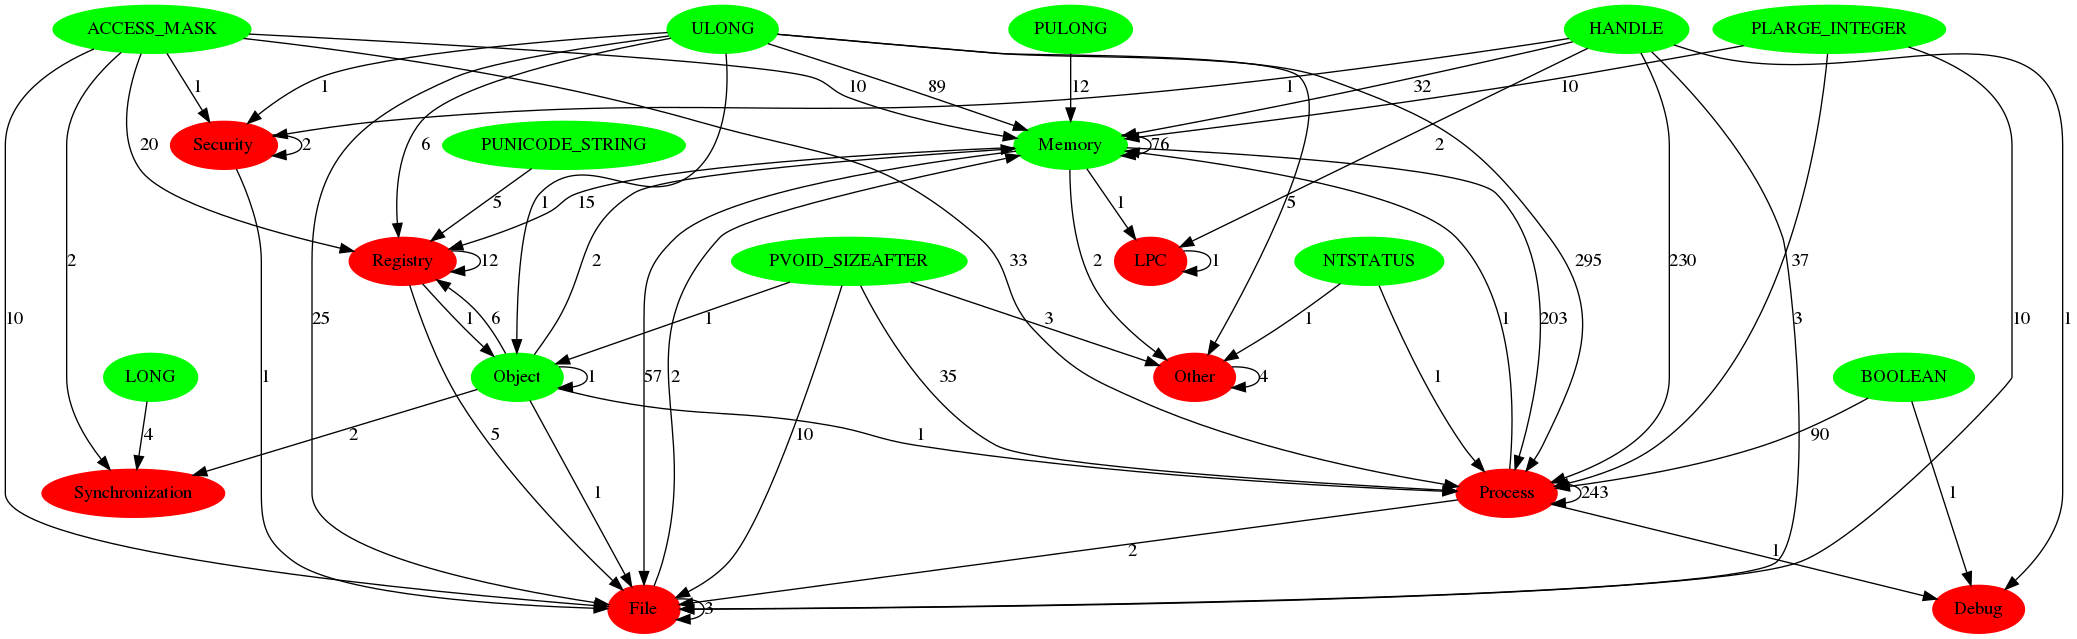 ACCESS_MASK
ULONG
PULONG
HANDLE
PLARGE_INTEGER
1
1
10
89
12
1
32
10
20
6
Security
2
PUNICODE_STRING
Memory
76
2
5
1
15
1
5
2
Registry
12
2
PVOID_SIZEAFTER
33
2
LPC
1
NTSTATUS
295
230
37
10
25
1
6
1
3
1
1
203
3
10
1
LONG
Object
1
Other
4
BOOLEAN
1
57
2
35
4
2
5
1
10
1
1
90
1
Synchronization
Process
243
2
1
File
3
Debug